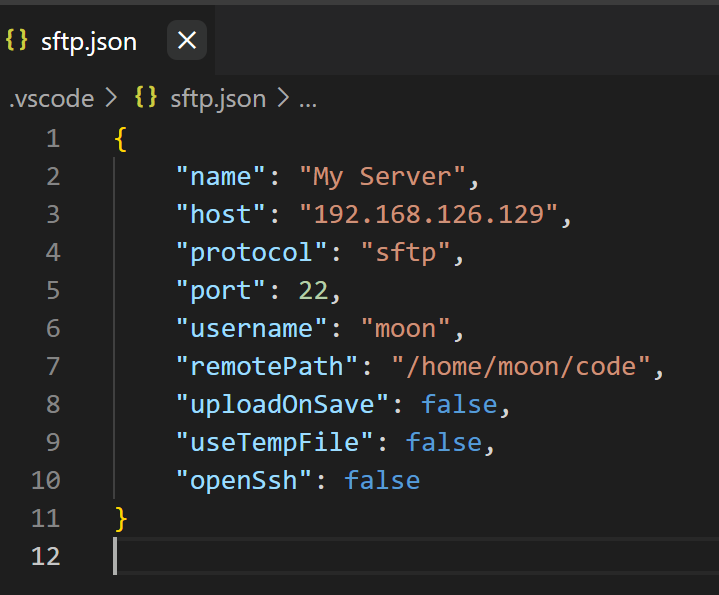 {} sftp.json ×
.vscode > {} sftp.json > ...
1 {
2 "name": "My Server",
3 "host": "192.168.126.129",
4 "protocol": "sftp",
5 "port": 22,
6 "username": "moon",
7 "remotePath": "/home/moon/code",
8 "uploadOnSave": false,
9 "useTempFile": false,
10 "openSsh": false
11 }
12